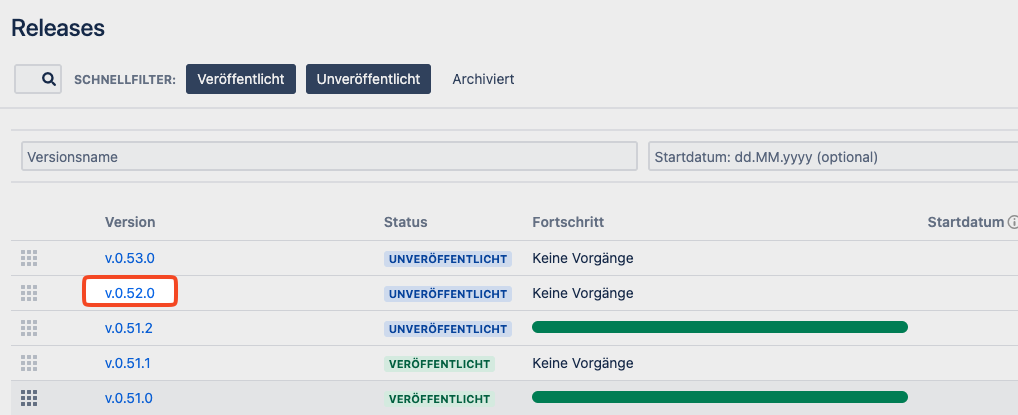 Releases
SCHNELLFILTER: Veröffentlicht Unveröffentlicht Archiviert
Versionsname Startdatum: dd.MM.yyyy (optional)
Version Status Fortschritt Startdatum
v.0.53.0 UNVERÖFFENTLICHT Keine Vorgänge
v.0.52.0 UNVERÖFFENTLICHT Keine Vorgänge
v.0.51.2 UNVERÖFFENTLICHT
v.0.51.1 VERÖFFENTLICHT Keine Vorgänge
v.0.51.0 VERÖFFENTLICHT